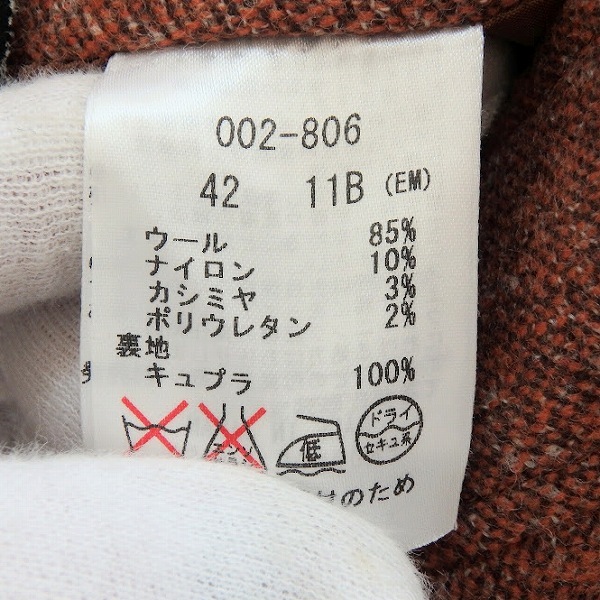 002-806
42 11B (EM)
ウール 85%
ナイロン 10%
カシミヤ 3%
ポリウレタン 2%
裏地
キュプラ 100%
低
ドライ
セキユ系
のため